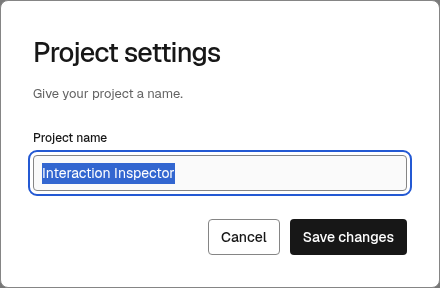 Project settings
Give your project a name.
Project name
Interaction Inspector
Cancel
Save changes